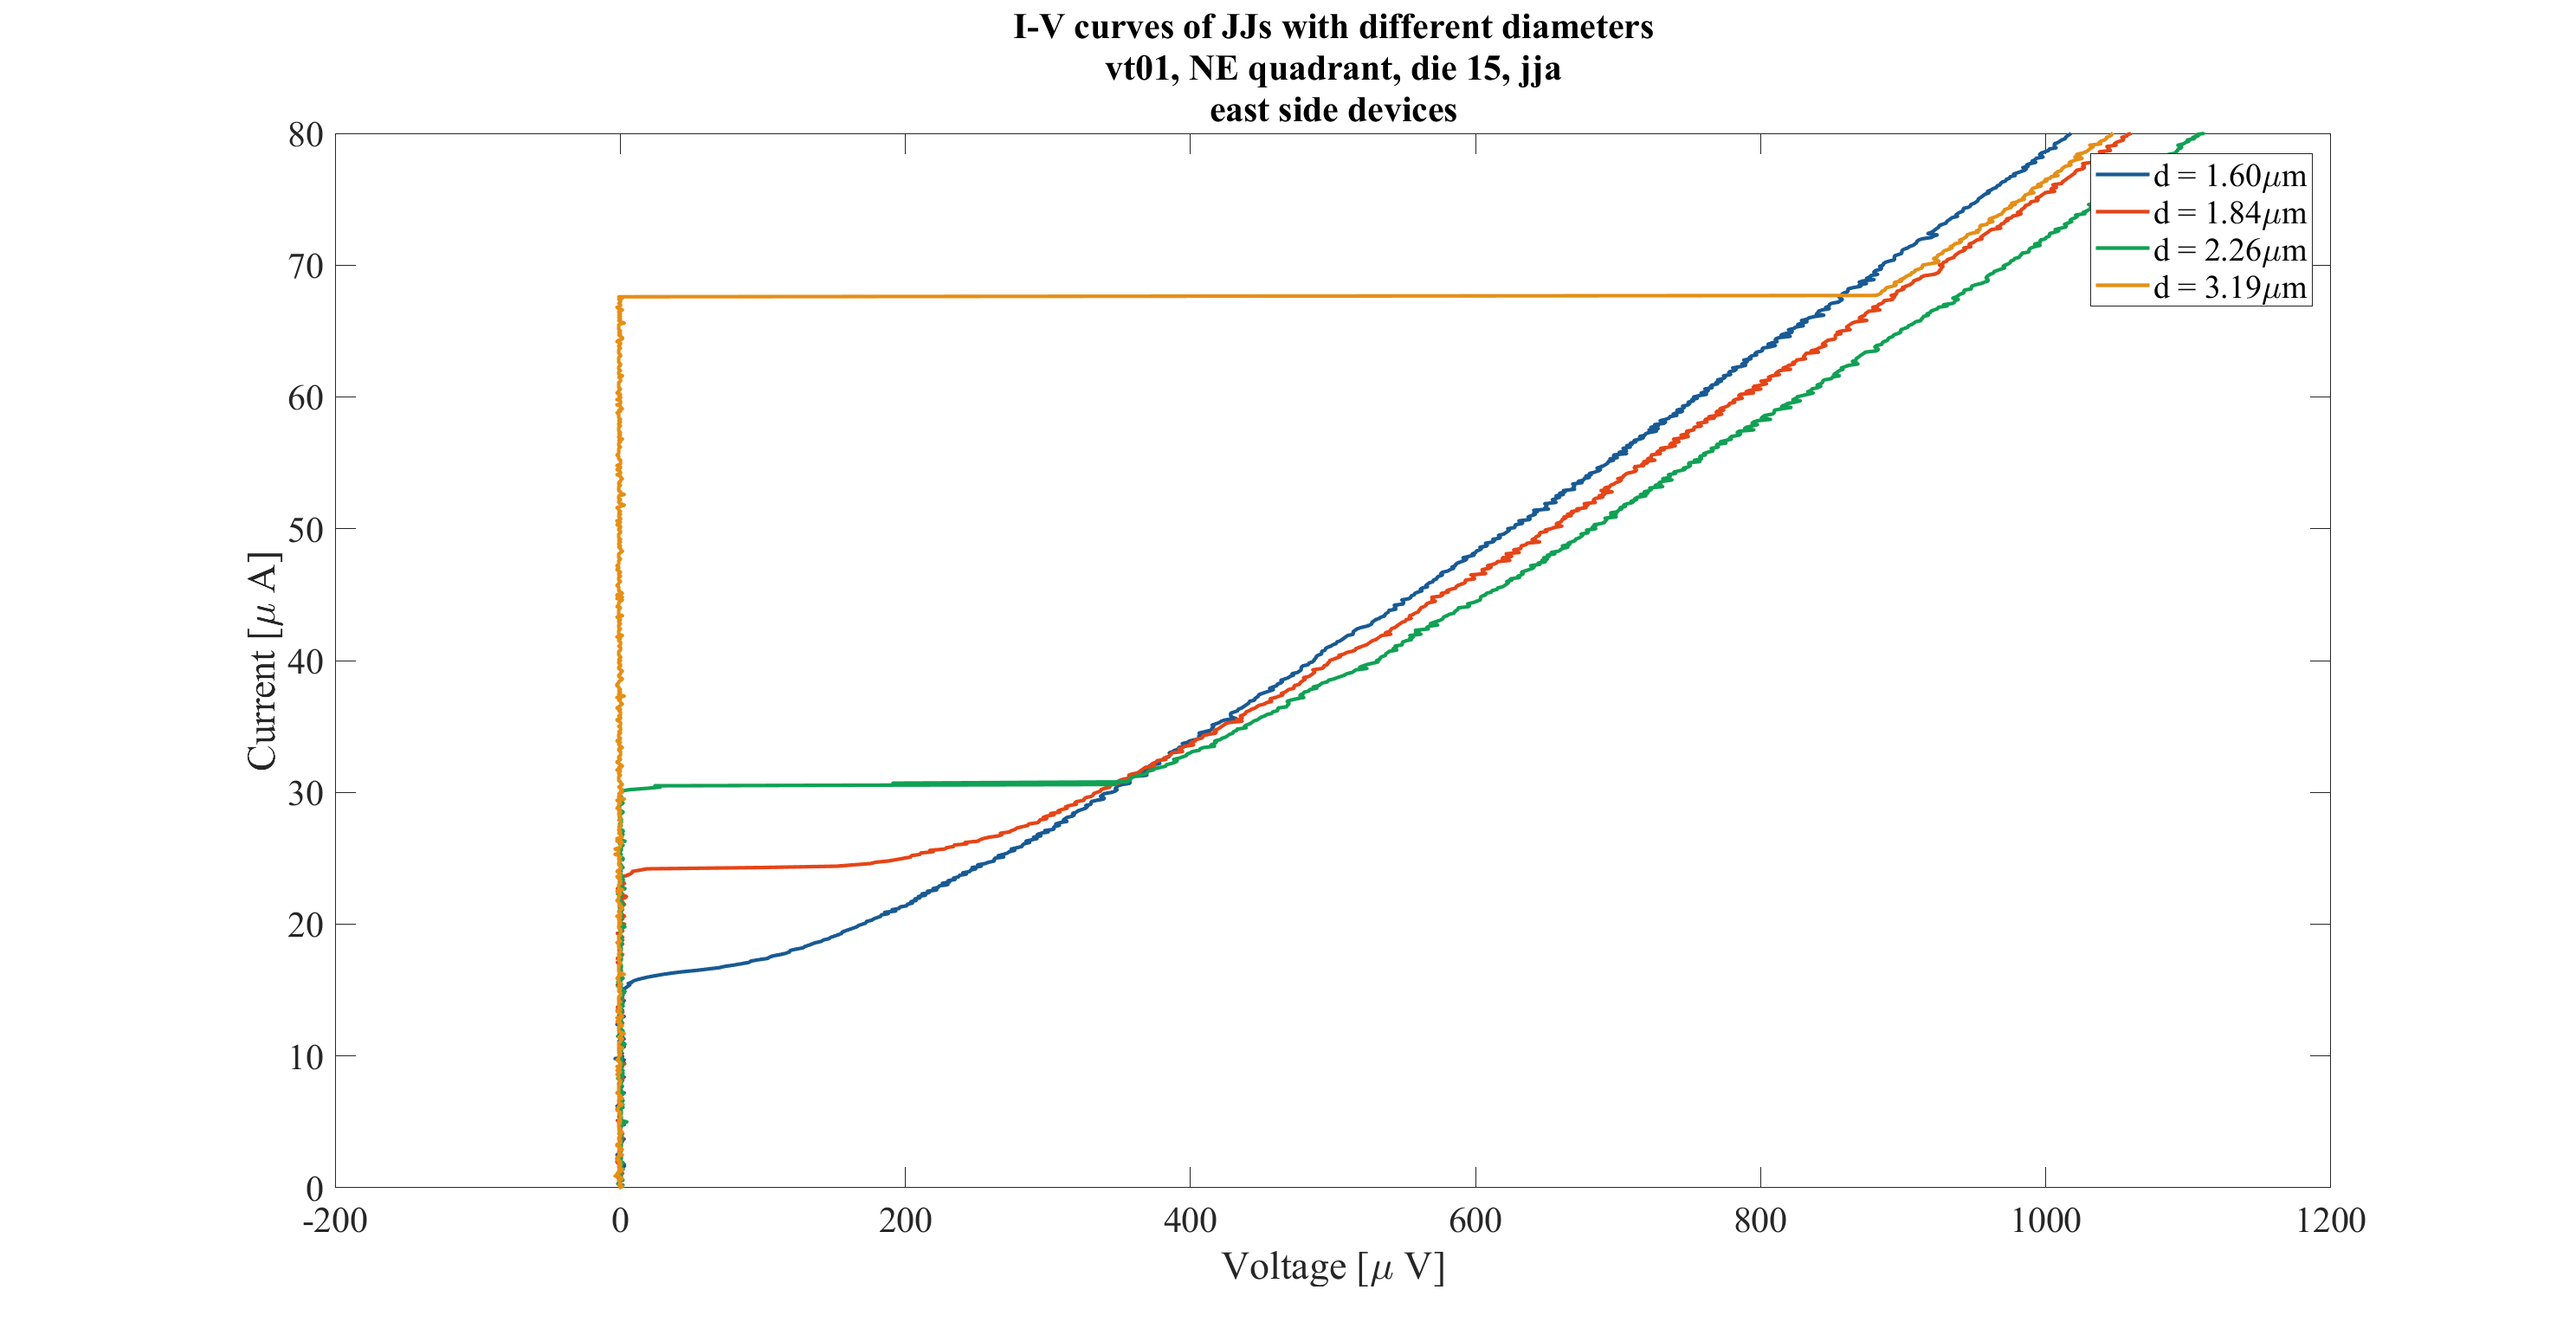 I-V curves of JJs with different diameters
vt01, NE quadrant, die 15, jja
east side devices
80
70
60
50
40
30
20
10
0
Current [μ A]
d = 1.60μm
d = 1.84μm
d = 2.26μm
d = 3.19μm
-200 0 200 400 600 800 1000 1200
Voltage [μ V]